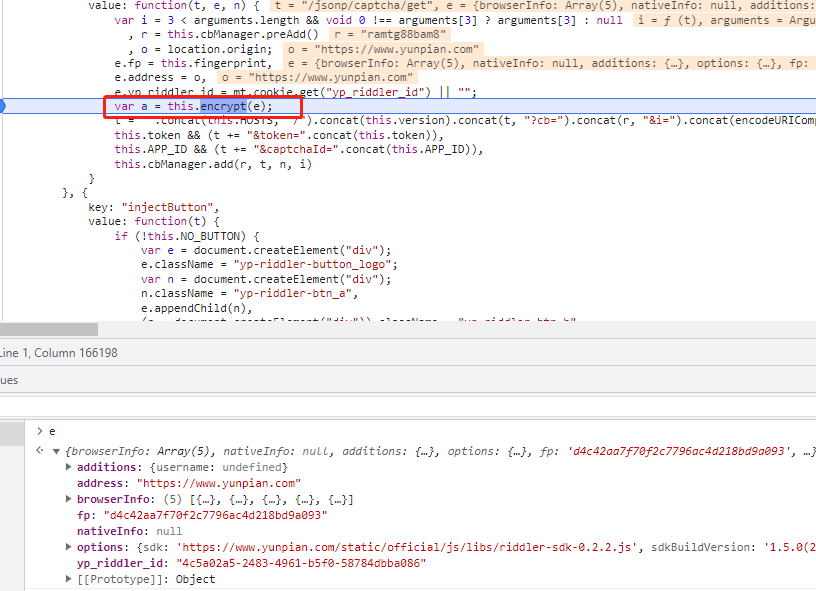 value: function(t, e, n) { t = "/jsonp/captcha/get", e = {browserInfo: Array(5), nativeInfo: null, additions:
var i = 3 < arguments.length && void 0 !== arguments[3] ? arguments[3] : null i = ƒ (t), arguments = Argu
, r = this.cbManager.preAdd() r = "ramtg88bam8"
, o = location.origin; o = "https://www.yunpian.com"
e.fp = this.fingerprint, e = {browserInfo: Array(5), nativeInfo: null, additions: {…}, options: {…}, fp:
e.address = o, o = "https://www.yunpian.com"
e.yp_riddler_id = mt.cookie.get("yp_riddler_id") || "";
var a = this.encrypt(e);
t = .concat(this.HOSTS, "/").concat(this.version).concat(t, "?cb=").concat(r, "&i=").concat(encodeURIComp
this.token && (t += "&token=".concat(this.token)),
this.APP_ID && (t += "&captchaId=".concat(this.APP_ID)),
this.cbManager.add(r, t, n, i)
}
}, {
key: "injectButton",
value: function(t) {
if (!this.NO_BUTTON) {
var e = document.createElement("div");
e.className = "yp-riddler-button_logo";
var n = document.createElement("div");
n.className = "yp-riddler-btn_a",
e.appendChild(n),
(n = document.createElement("div")).className = "yp-riddler-btn_b"
Line 1, Column 166198
ues
> e
{browserInfo: Array(5), nativeInfo: null, additions: {…}, options: {…}, fp: 'd4c42aa7f70f2c7796ac4d218bd9a093', …}
additions: {username: undefined}
address: "https://www.yunpian.com"
browserInfo: (5) [{…}, {…}, {…}, {…}, {…}]
fp: "d4c42aa7f70f2c7796ac4d218bd9a093"
nativeInfo: null
options: {sdk: 'https://www.yunpian.com/static/official/js/libs/riddler-sdk-0.2.2.js', sdkBuildVersion: '1.5.0(2
yp_riddler_id: "4c5a02a5-2483-4961-b5f0-58784dbba086"
[[Prototype]]: Object